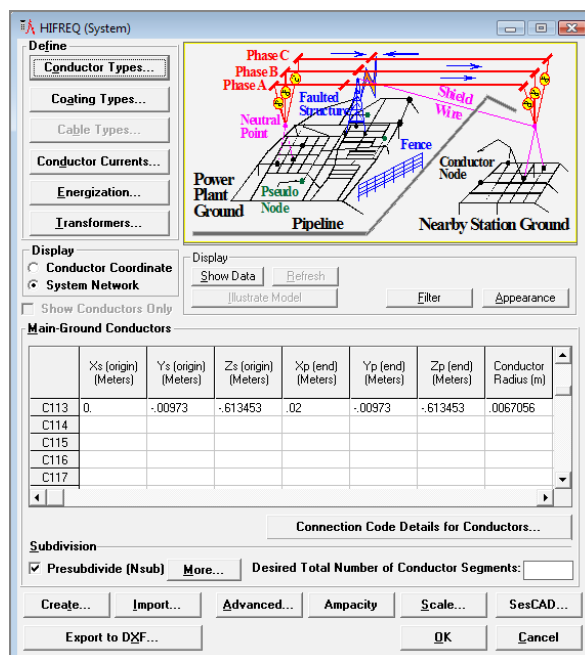 HIFREQ (System)
Define
Conductor Types...
Coating Types...
Cable Types...
Conductor Currents...
Energization...
Transformers...
Phase C
Phase B
Phase A
Faulted
Structure
Shield
Wire
Neutral
Point
Fence
Conductor
Node
Power
Plant
Ground
Pseudo
Node
Pipeline
Nearby Station Ground
Display
Conductor Coordinate
System Network
Show Conductors Only
Display
Show Data
Refresh
Illustrate Model
Filter
Appearance
Main-Ground Conductors
Xs (origin) (Meters) Ys (origin) (Meters) Zs (origin) (Meters) Xp (end) (Meters) Yp (end) (Meters) Zp (end) (Meters) Conductor Radius (m)
C113 0. -.00973 -.613453 .02 -.00973 -.613453 .0067056
C114
C115
C116
C117
Connection Code Details for Conductors...
Subdivision
Presubdivide (Nsub) More... Desired Total Number of Conductor Segments:
Create... Import... Advanced... Ampacity Scale... SesCAD...
Export to DXF... OK Cancel